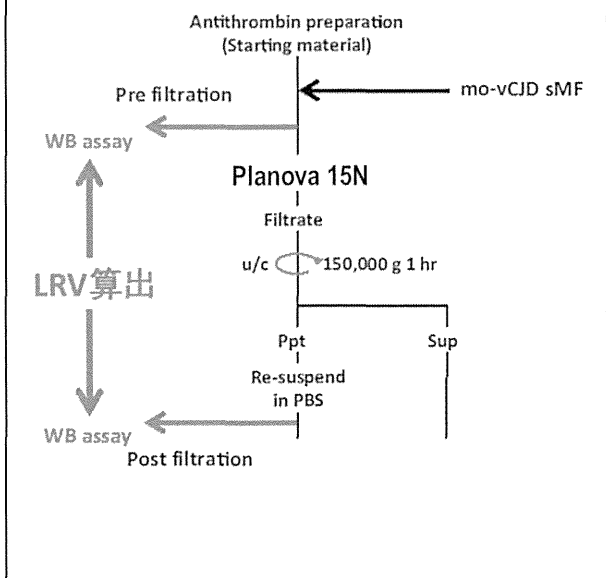 Antithrombin preparation
(Starting material)
mo-vCJD sMF
Pre filtration
WB assay
Planova 15N
Filtrate
u/c 150,000 g 1 hr
LRV算出
Ppt
Sup
Re-suspend
in PBS
WB assay
Post filtration